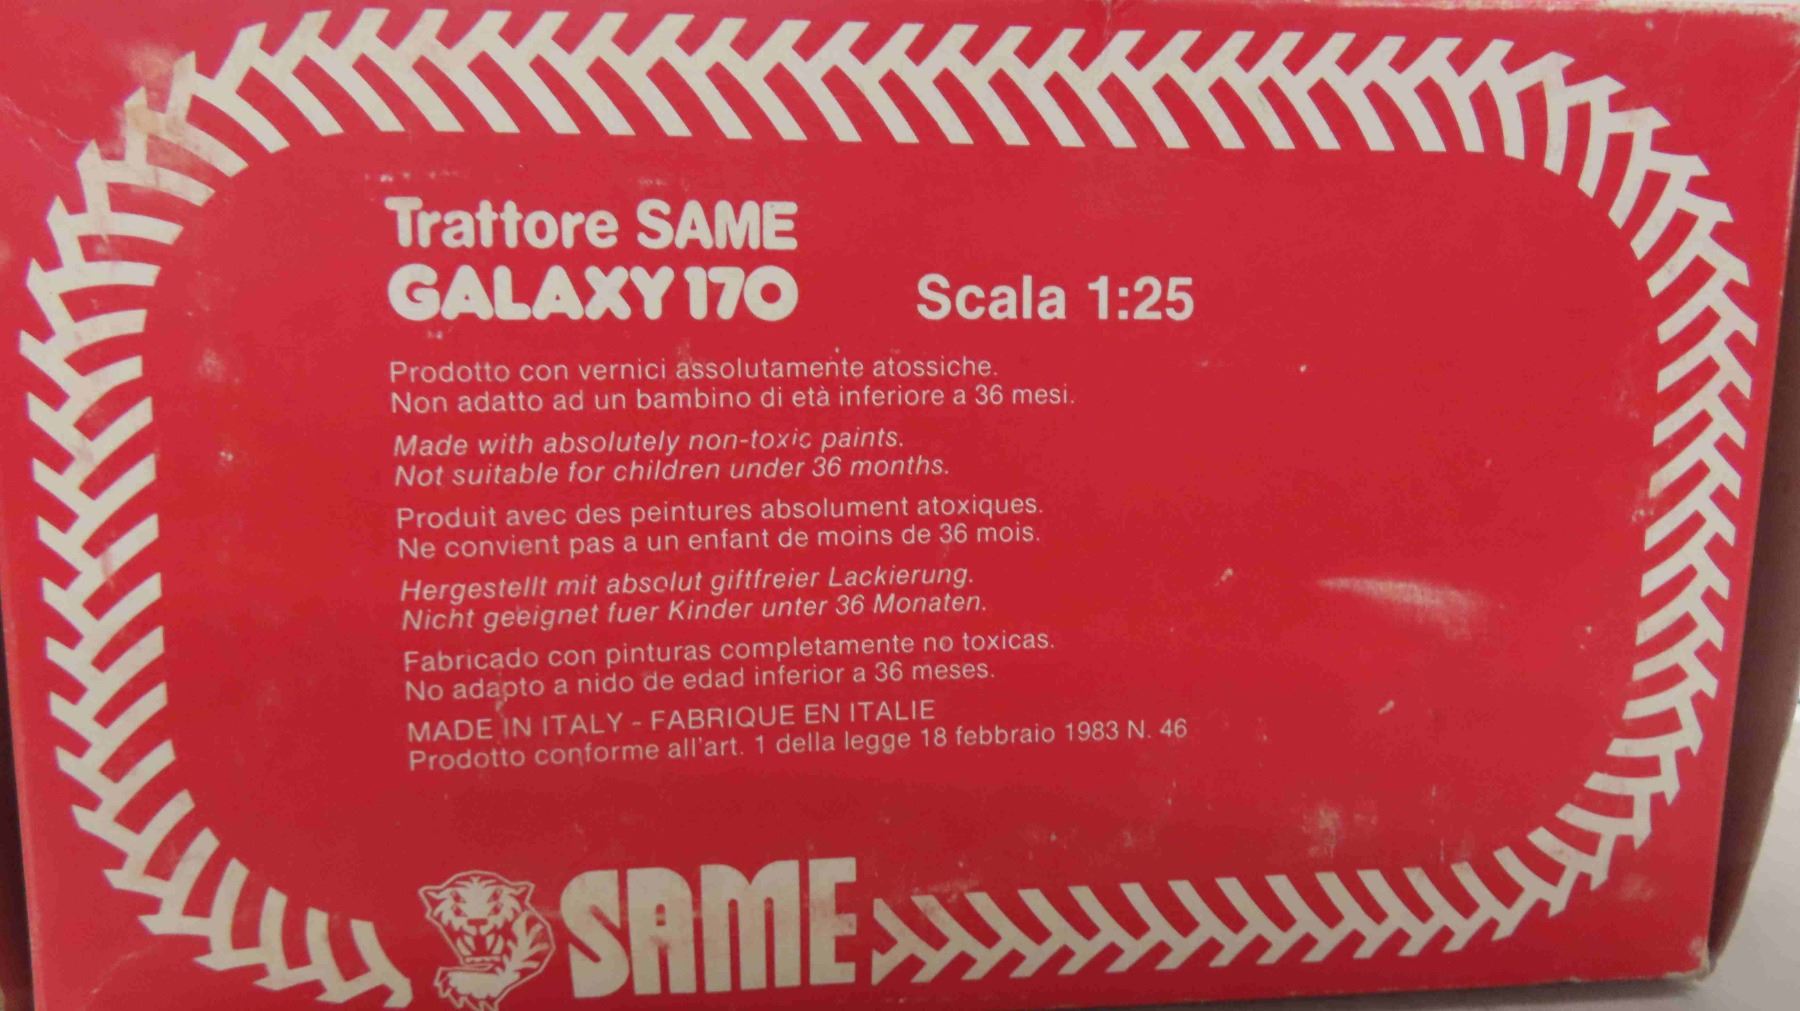 Trattore SAME
GALAXY 170 Scala 1:25
Prodotto con vernici assolutamente atossiche.
Non adatto ad un bambino di età inferiore a 36 mesi.
Made with absolutely non-toxic paints.
Not suitable for children under 36 months.
Produit avec des peintures absolument atoxiques.
Ne convient pas a un enfant de moins de 36 mois.
Hergestellt mit absolut giftfreier Lackierung.
Nicht geeignet fuer Kinder unter 36 Monaten.
Fabricado con pinturas completamente no toxicas.
No adapto a nido de edad inferior a 36 meses.
MADE IN ITALY - FABRIQUE EN ITALIE
Prodotto conforme all'art. 1 della legge 18 febbraio 1983 N. 46
SAME